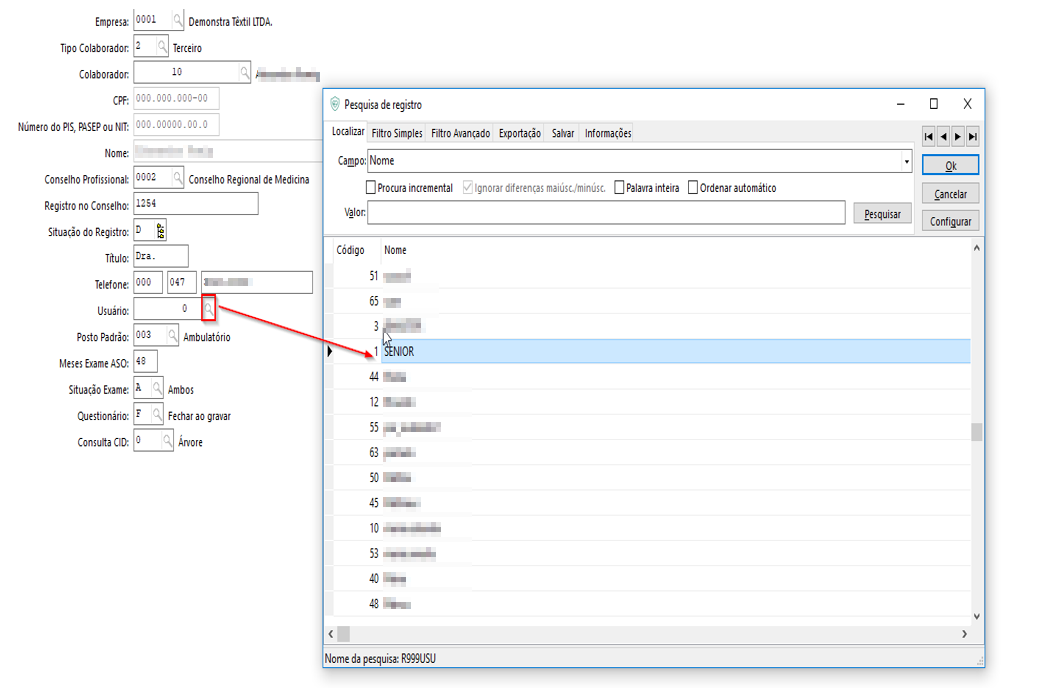 Empresa: 0001 Demonstra Têxtil LTDA.
Tipo Colaborador: 2 Terceiro
Colaborador: 10
CPF: 000.000.000-00
Número do PIS, PASEP ou NIT: 000.00000.00.0
Nome:
Conselho Profissional: 0002 Conselho Regional de Medicina
Registro no Conselho: 1254
Situação do Registro: D
Título: Dra.
Telefone: 000 047
Usuário: 0
Posto Padrão: 003 Ambulatório
Meses Exame ASO: 48
Situação Exame: A Ambos
Questionário: F Fechar ao gravar
Consulta CID: 0 Árvore
Pesquisa de registro
Localizar Filtro Simples Filtro Avançado Exportação Salvar Informações
Campo: Nome
Procura incremental Ignorar diferenças maiúsc./minúsc. Palavra inteira Ordenar automático
Valor: Pesquisar
Ok
Cancelar
Configurar
Código Nome
51
65
3
1 SENIOR
44
12
55
63
50
45
10
53
40
48
Nome da pesquisa: R999USU